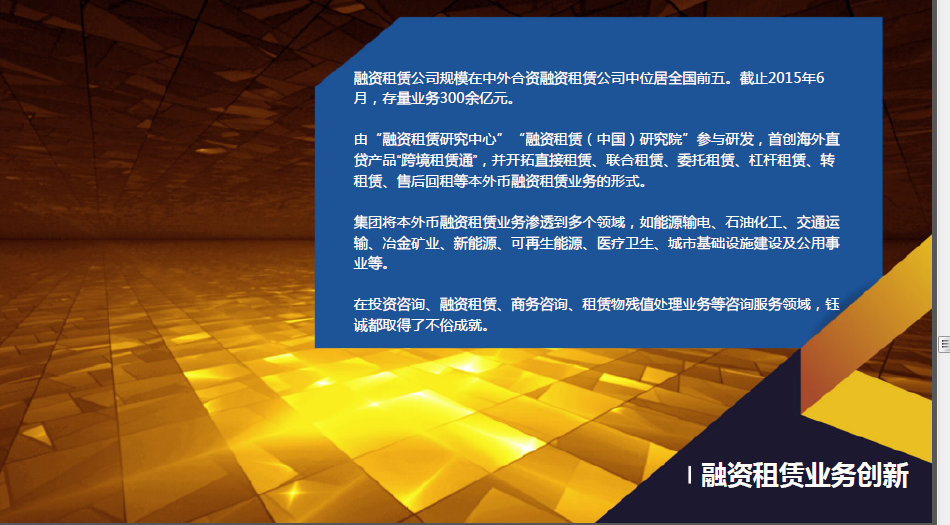 融资租赁公司规模在中外合资融资租赁公司中位居全国前五。截止2015年6
月，存量业务300余亿元。
由“融资租赁研究中心”“融资租赁（中国）研究院”参与研发，首创海外直
贷产品“跨境租赁通”，并开拓直接租赁、联合租赁、委托租赁、杠杆租赁、转
租赁、售后回租等本外币融资租赁业务的形式。
集团将本外币融资租赁业务渗透到多个领域，如能源输电、石油化工、交通运
输、冶金矿业、新能源、可再生能源、医疗卫生、城市基础设施建设及公用事
业等。
在投资咨询、融资租赁、商务咨询、租赁物残值处理业务等咨询服务领域，钰
诚都取得了不俗成就。
融资租赁业务创新